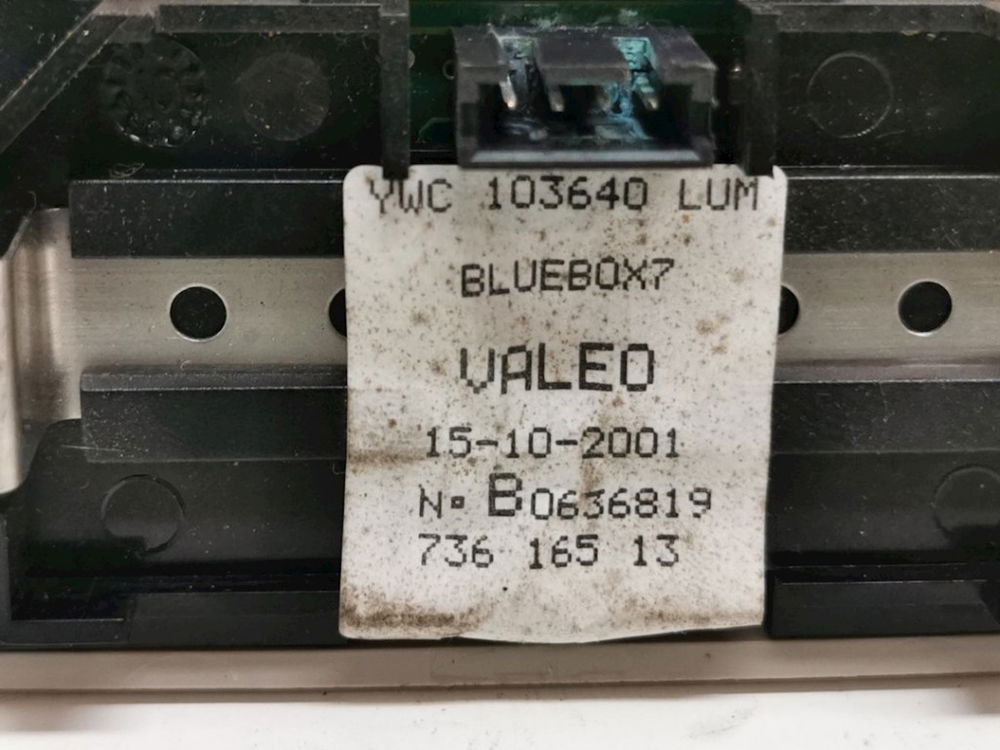 YWC 103640 LUM
BLUEBOX7
VALEO
15-10-2001
N° B0636819
736 165 13